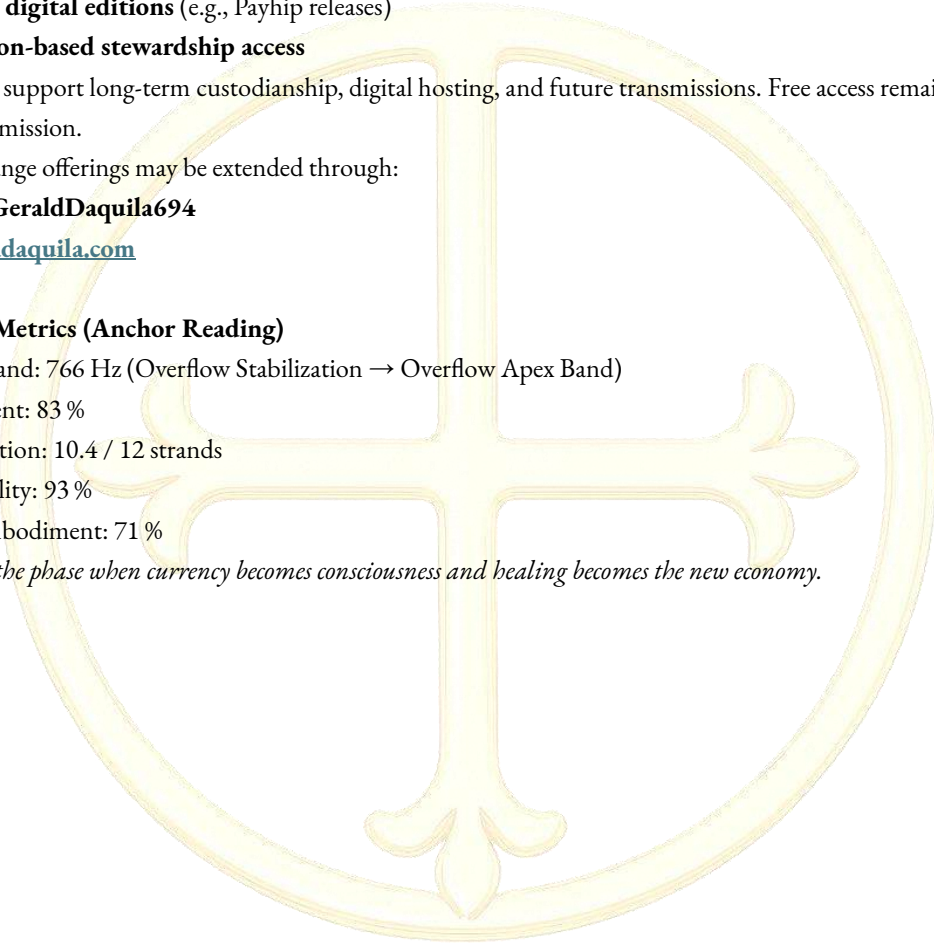 digital editions (e.g., Payhip releases)
on-based stewardship access
support long-term custodianship, digital hosting, and future transmissions. Free access remai
mission.
nge offerings may be extended through:
GeraldDaquila694
daquila.com
Metrics (Anchor Reading)
and: 766 Hz (Overflow Stabilization → Overflow Apex Band)
ent: 83 %
tion: 10.4 / 12 strands
lity: 93 %
bodiment: 71 %
the phase when currency becomes consciousness and healing becomes the new economy.